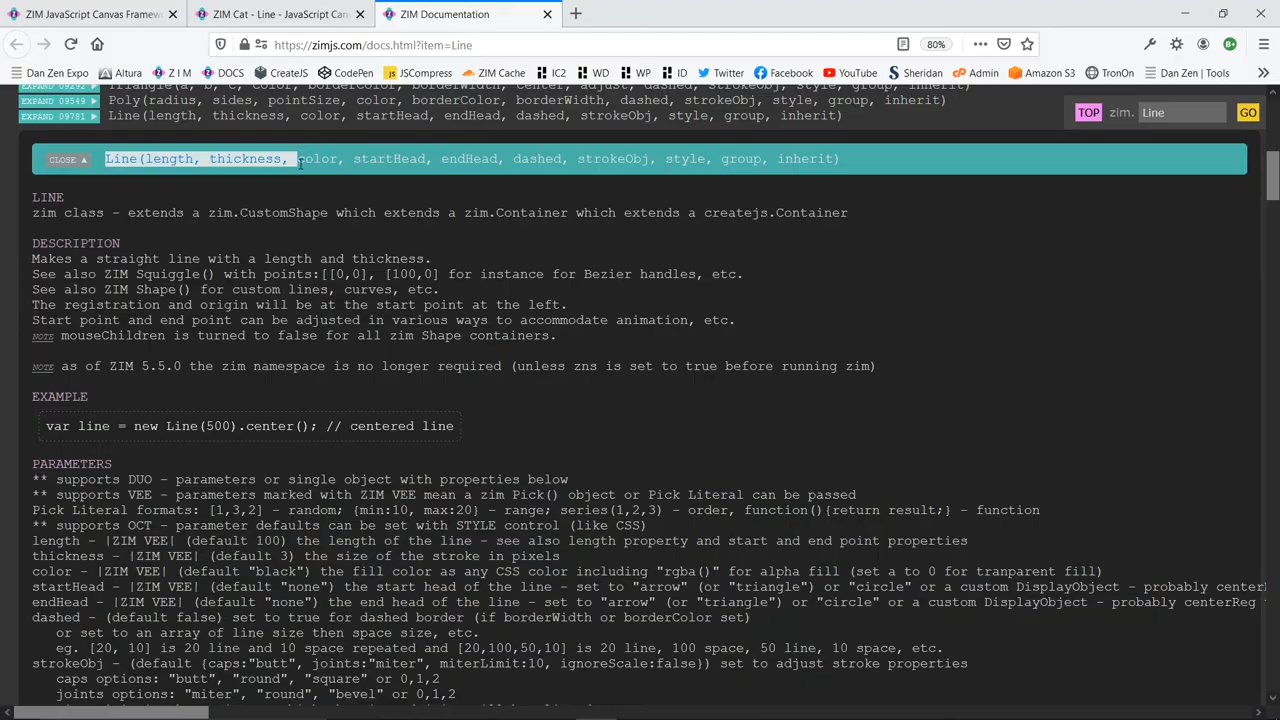 ZIM JavaScript Canvas Framew
ZIM Cat - Line - JavaScript Canvas
ZIM Documentation
https://zimjs.com/docs.html?item=Line
80%
Dan Zen Expo
Altura
Z I M
DOCS
CreateJS
CodePen
JSCompress
ZIM Cache
IC2
WD
WP
ID
Twitter
Facebook
YouTube
Sheridan
Admin
Amazon S3
TronOn
Dan Zen | Tools
EXPAND 09292 Triangle(a, b, c, color, borderColor, borderWidth, center, adjust, dashed, strokeObj, style, group, inherit)
EXPAND 09549 Poly(radius, sides, pointSize, color, borderColor, borderWidth, dashed, strokeObj, style, group, inherit)
EXPAND 09781 Line(length, thickness, color, startHead, endHead, dashed, strokeObj, style, group, inherit)
TOP zim. Line GO
CLOSE ▲ Line(length, thickness, color, startHead, endHead, dashed, strokeObj, style, group, inherit)
LINE
zim class - extends a zim.CustomShape which extends a zim.Container which extends a createjs.Container
DESCRIPTION
Makes a straight line with a length and thickness.
See also ZIM Squiggle() with points:[[0,0], [100,0] for instance for Bezier handles, etc.
See also ZIM Shape() for custom lines, curves, etc.
The registration and origin will be at the start point at the left.
Start point and end point can be adjusted in various ways to accommodate animation, etc.
NOTE mouseChildren is turned to false for all zim Shape containers.
NOTE as of ZIM 5.5.0 the zim namespace is no longer required (unless zns is set to true before running zim)
EXAMPLE
var line = new Line(500).center(); // centered line
PARAMETERS
** supports DUO - parameters or single object with properties below
** supports VEE - parameters marked with ZIM VEE mean a zim Pick() object or Pick Literal can be passed
Pick Literal formats: [1,3,2] - random; {min:10, max:20} - range; series(1,2,3) - order, function(){return result;} - function
** supports OCT - parameter defaults can be set with STYLE control (like CSS)
length - |ZIM VEE| (default 100) the length of the line - see also length property and start and end point properties
thickness - |ZIM VEE| (default 3) the size of the stroke in pixels
color - |ZIM VEE| (default "black") the fill color as any CSS color including "rgba()" for alpha fill (set a to 0 for tranparent fill)
startHead - |ZIM VEE| (default "none") the start head of the line - set to "arrow" (or "triangle") or "circle" or a custom DisplayObject - probably center
endHead - |ZIM VEE| (default "none") the end head of the line - set to "arrow" (or "triangle") or "circle" or a custom DisplayObject - probably centerReg
dashed - (default false) set to true for dashed border (if borderWidth or borderColor set)
or set to an array of line size then space size, etc.
eg. [20, 10] is 20 line and 10 space repeated and [20,100,50,10] is 20 line, 100 space, 50 line, 10 space, etc.
strokeObj - (default {caps:"butt", joints:"miter", miterLimit:10, ignoreScale:false}) set to adjust stroke properties
caps options: "butt", "round", "square" or 0,1,2
joints options: "miter", "round", "bevel" or 0,1,2